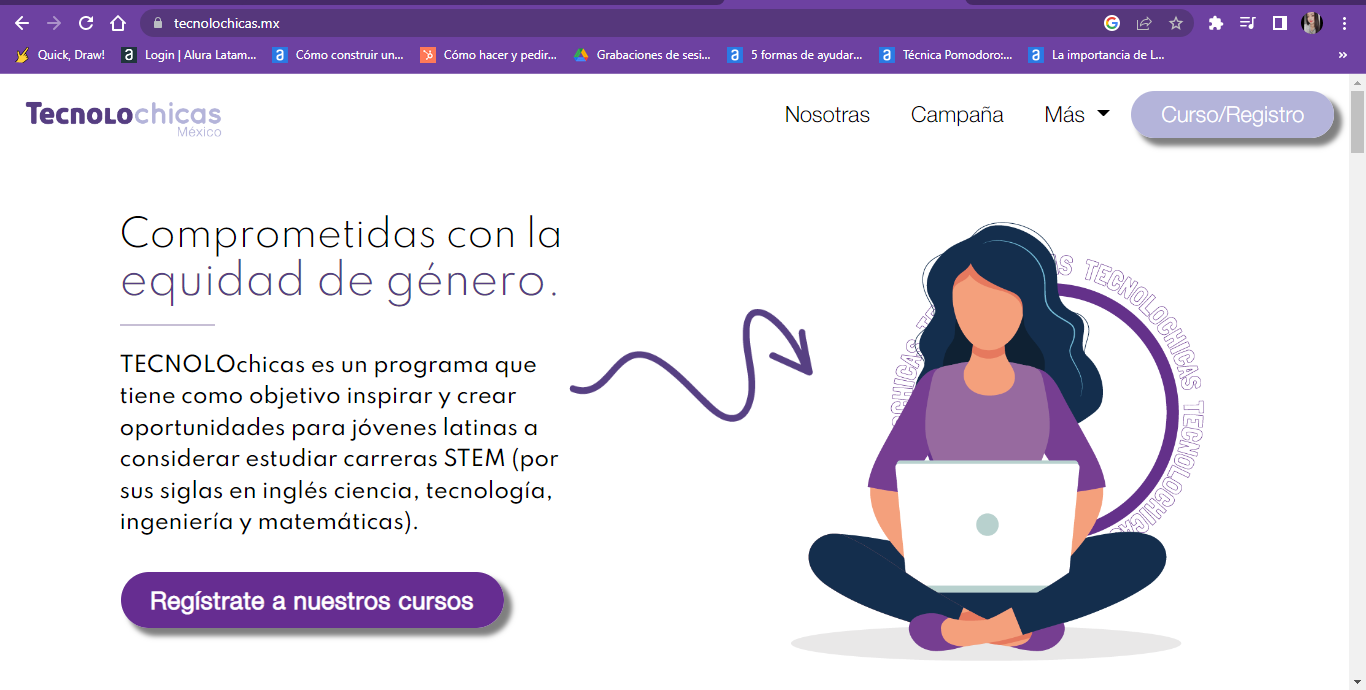 tecnolochicas.mx
Quick, Draw!
Login | Alura Latam...
Cómo construir un...
Cómo hacer y pedir...
Grabaciones de sesi...
5 formas de ayudar...
Técnica Pomodoro:...
La importancia de L...
»
Tecnolochicas
México
Nosotras
Campaña
Más
Curso/Registro
Comprometidas con la
equidad de género.
TECNOLOchicas es un programa que
tiene como objetivo inspirar y crear
oportunidades para jóvenes latinas a
considerar estudiar carreras STEM (por
sus siglas en inglés ciencia, tecnología,
ingeniería y matemáticas).
Regístrate a nuestros cursos
TECNOLOCHICAS TECNOLOCHICAS